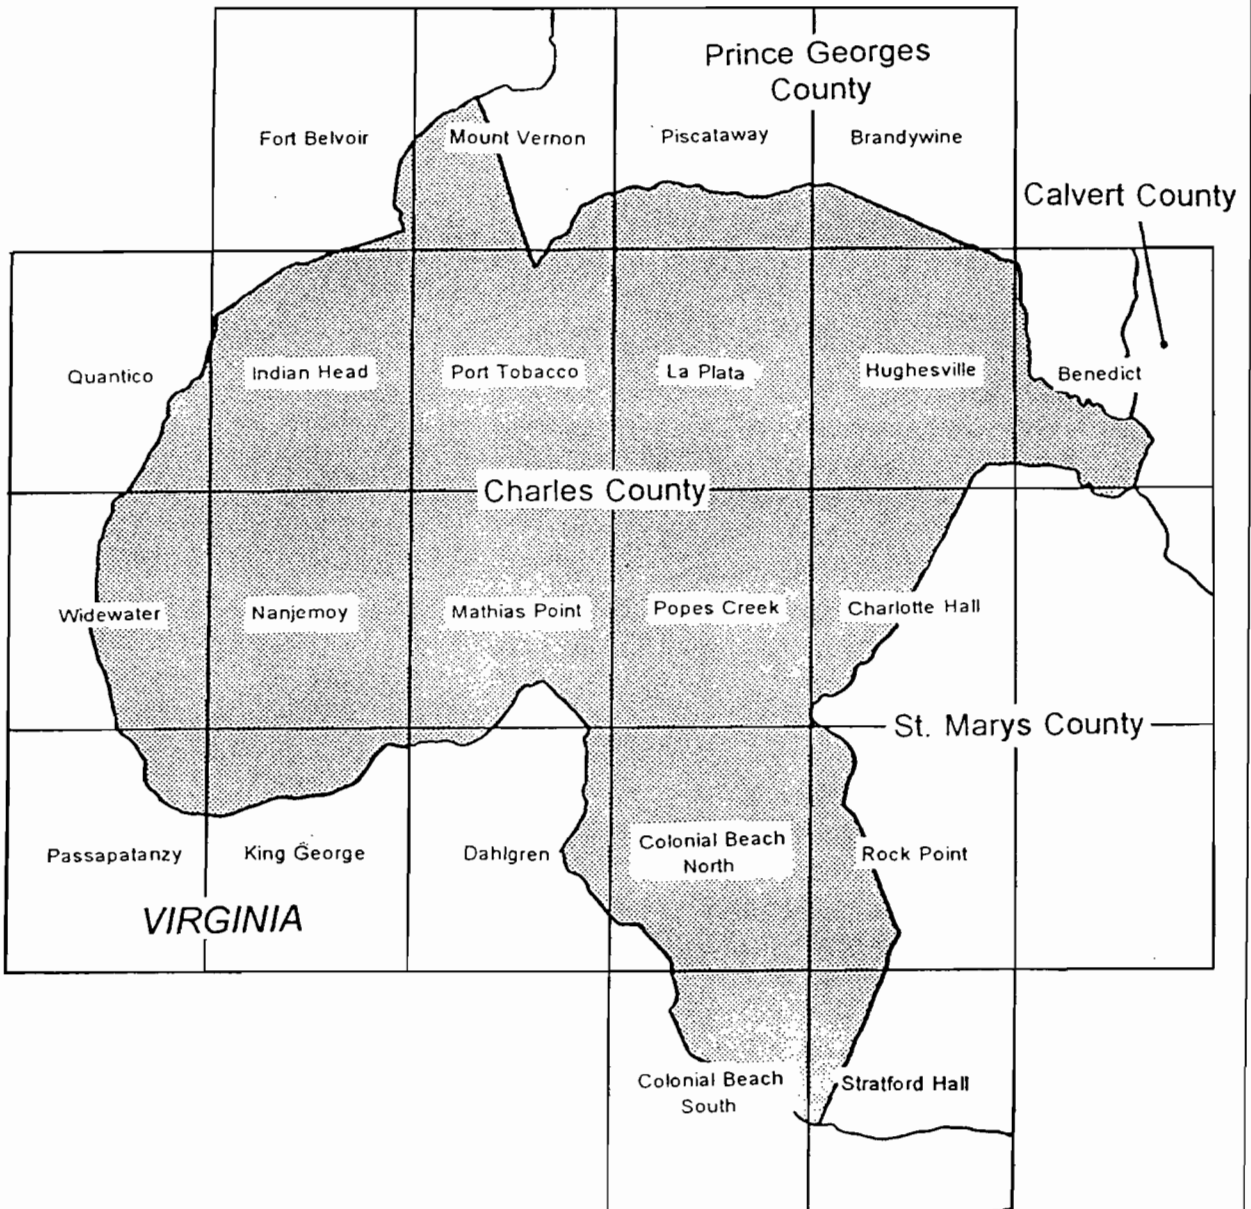 Prince Georges
County
Fort Belvoir
Mount Vernon
Piscataway
Brandywine
Calvert County
Quantico
Indian Head
Port Tobacco
La Plata
Hughesville
Benedict
Charles County
Widewater
Nanjemoy
Mathias Point
Popes Creek
Charlotte Hall
St. Marys County
Passapatanzy
King George
Dahlgren
Colonial Beach
North
Rock Point
VIRGINIA
Colonial Beach
South
Stratford Hall